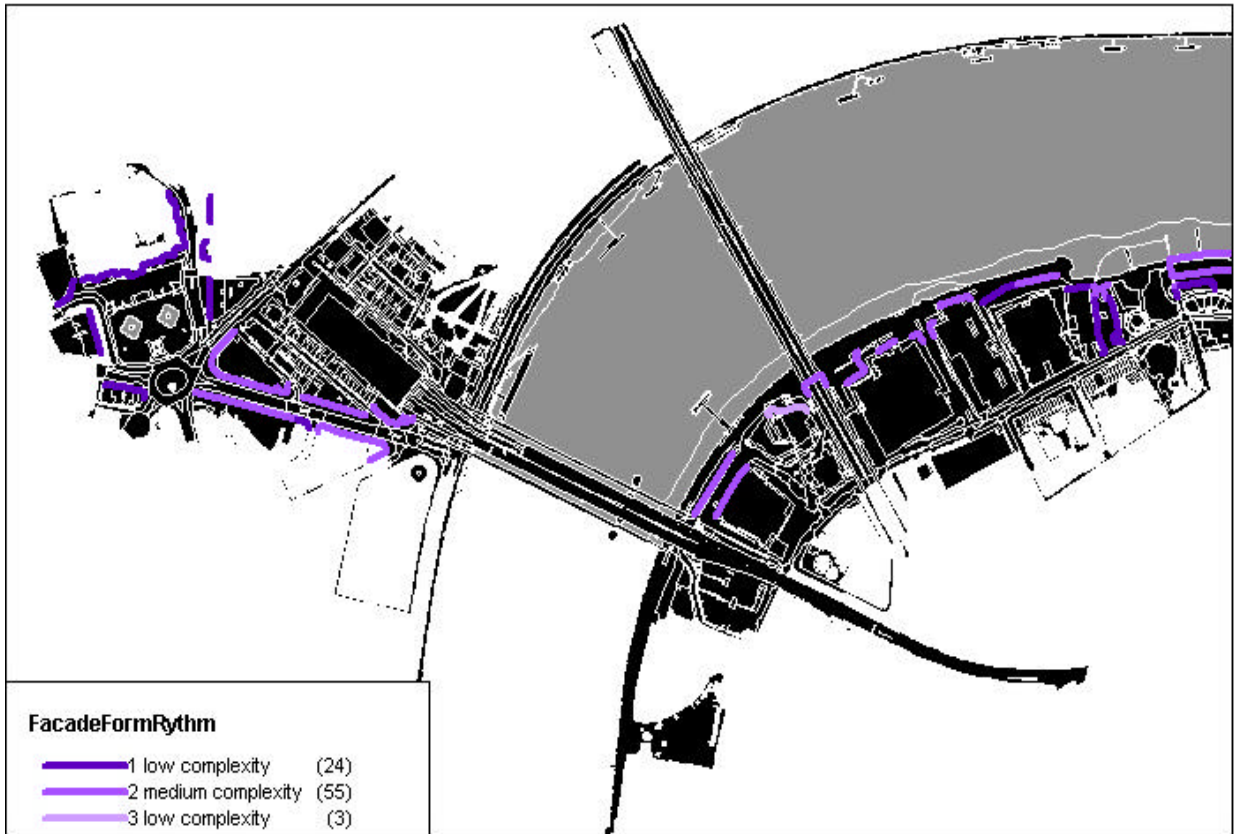 FacadeFormRythm
1 low complexity (24)
2 medium complexity (55)
3 low complexity (3)